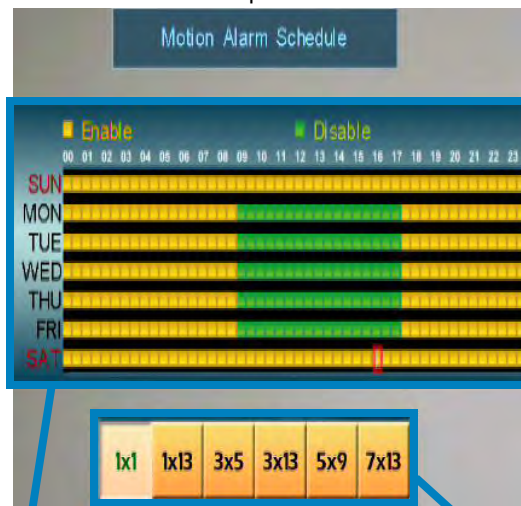 Motion Alarm Schedule
Enable Disable
00 01 02 03 04 05 06 07 08 09 10 11 12 13 14 15 16 17 18 19 20 21 22 23
SUN
MON
TUE
WED
THU
FRI
SAT
1x1 1x13 3x5 3x13 5x9 7x13